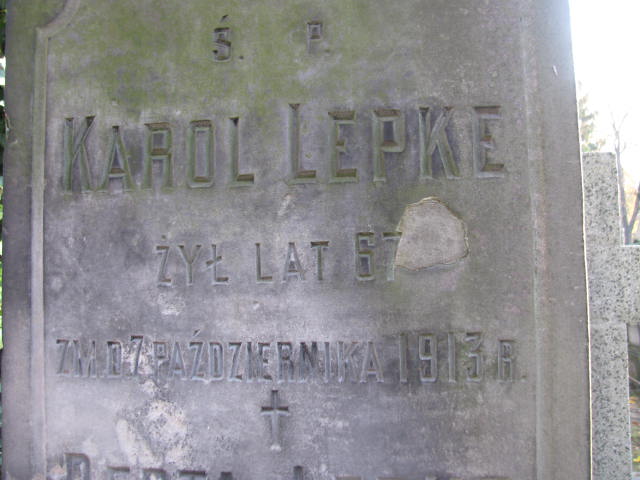 Ś. P.
KAROL LEPKE
ŻYŁ LAT 67
ZM. D. 7 PAŹDZIERNIKA 1913 R.